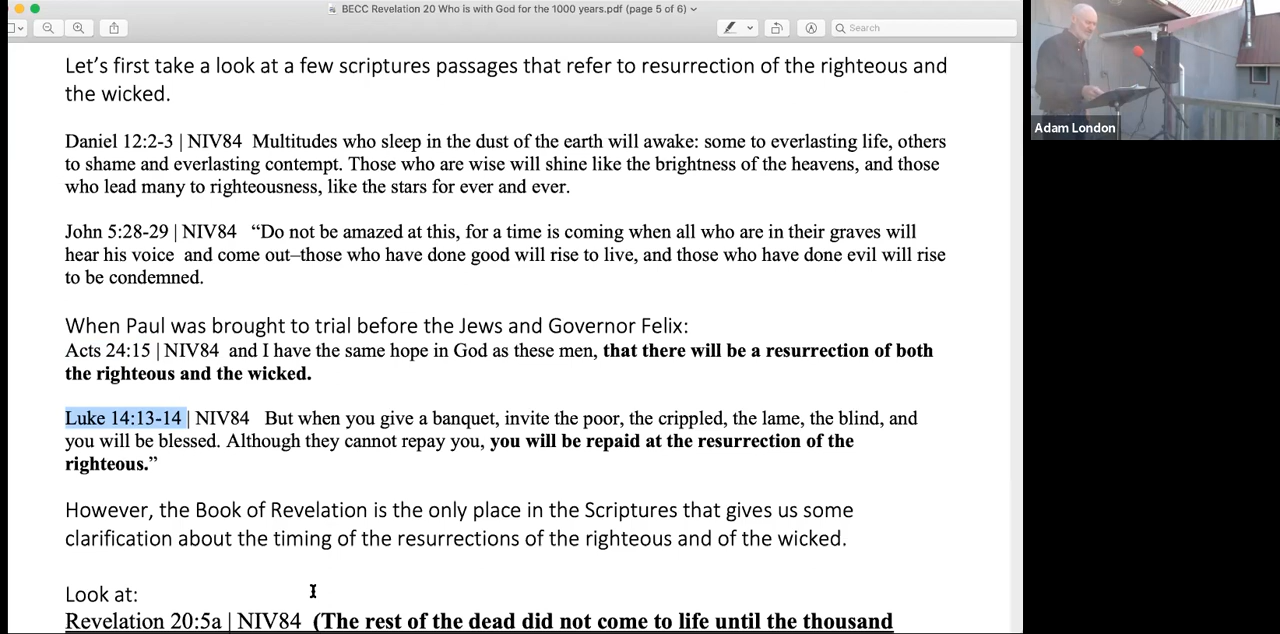 BECC Revelation 20 Who is with God for the 1000 years.pdf (page 5 of 6)
Search
Let's first take a look at a few scriptures passages that refer to resurrection of the righteous and
the wicked.
Daniel 12:2-3 | NIV84 Multitudes who sleep in the dust of the earth will awake: some to everlasting life, others
to shame and everlasting contempt. Those who are wise will shine like the brightness of the heavens, and those
who lead many to righteousness, like the stars for ever and ever.
John 5:28-29 | NIV84 “Do not be amazed at this, for a time is coming when all who are in their graves will
hear his voice and come out–those who have done good will rise to live, and those who have done evil will rise
to be condemned.
When Paul was brought to trial before the Jews and Governor Felix:
Acts 24:15 | NIV84 and I have the same hope in God as these men, that there will be a resurrection of both
the righteous and the wicked.
Luke 14:13-14 | NIV84 But when you give a banquet, invite the poor, the crippled, the lame, the blind, and
you will be blessed. Although they cannot repay you, you will be repaid at the resurrection of the
righteous.”
However, the Book of Revelation is the only place in the Scriptures that gives us some
clarification about the timing of the resurrections of the righteous and of the wicked.
Look at:
Revelation 20:5a | NIV84 (The rest of the dead did not come to life until the thousand
Adam London